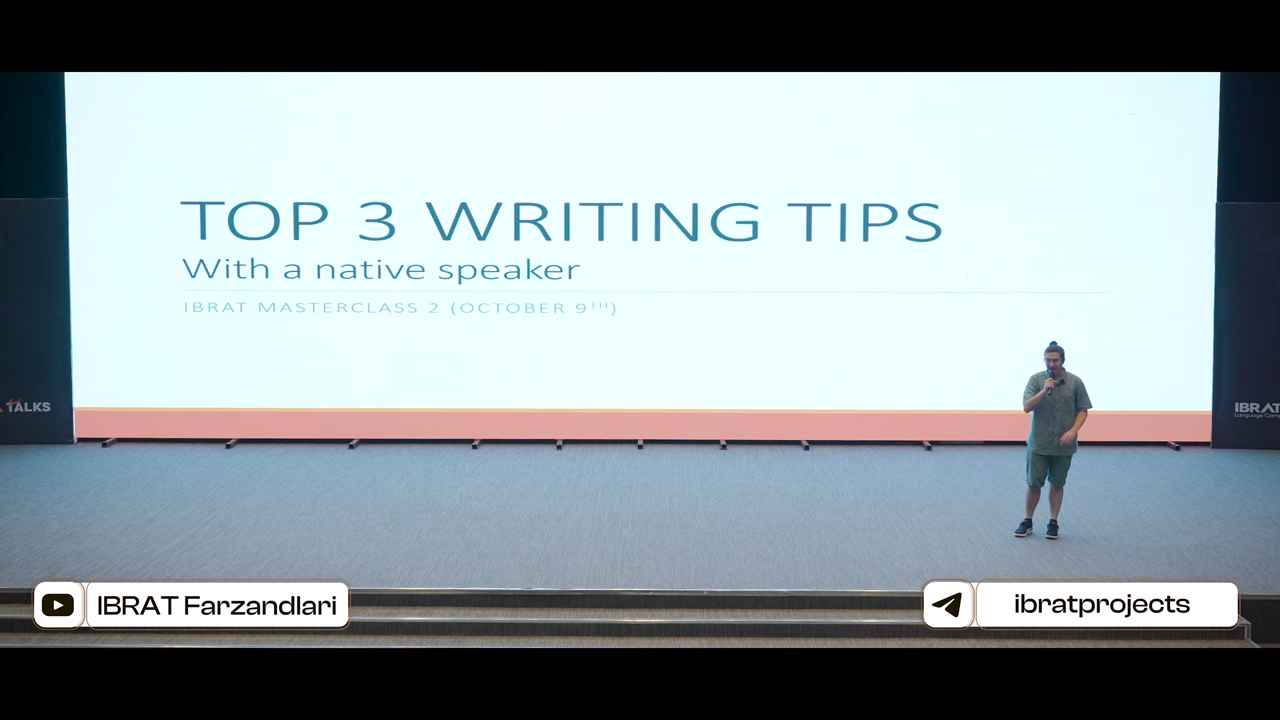 TOP 3 WRITING TIPS
With a native speaker
IBRAT MASTERCLASS 2 (OCTOBER 9TH)
TALKS
IBRAT
IBRAT Farzandlari
ibratprojects